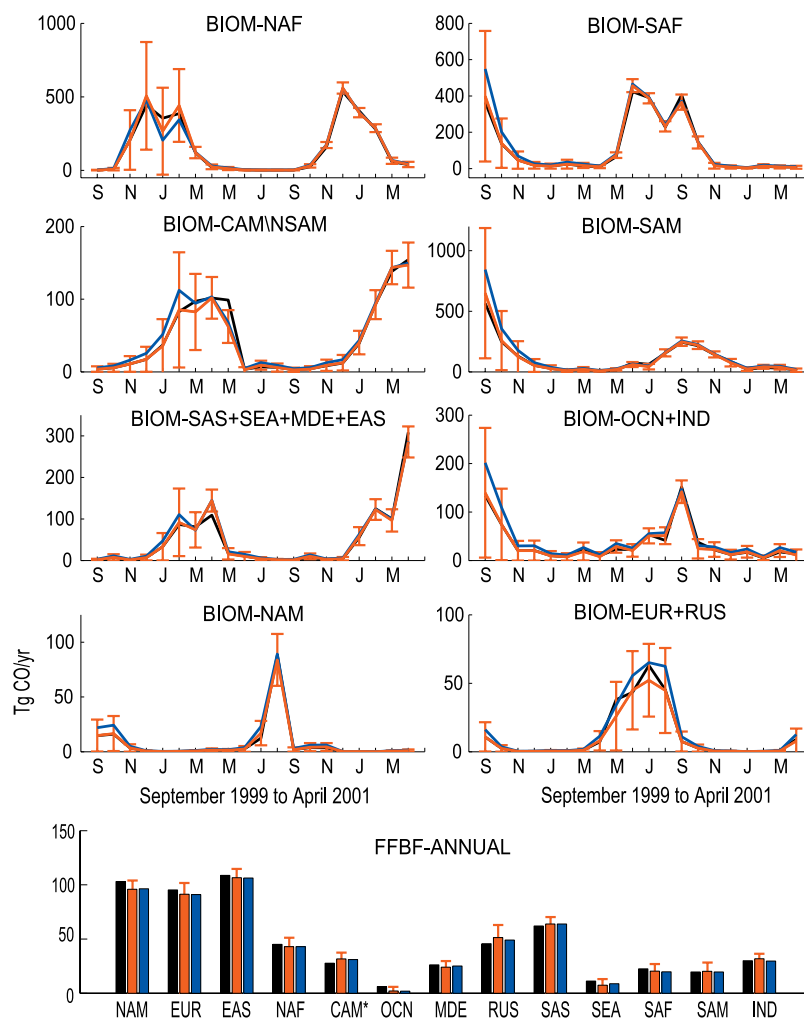 BIOM-NAF
1000
500
0
S N J M M J S N J M
BIOM-SAF
800
600
400
200
0
S N J M M J S N J M
BIOM-CAM\NSAM
200
100
0
S N J M M J S N J M
BIOM-SAM
1000
500
0
S N J M M J S N J M
BIOM-SAS+SEA+MDE+EAS
300
200
100
0
S N J M M J S N J M
BIOM-OCN+IND
300
200
100
0
S N J M M J S N J M
BIOM-NAM
Tg CO/yr
100
50
0
S N J M M J S N J M
September 1999 to April 2001
BIOM-EUR+RUS
100
50
0
S N J M M J S N J M
September 1999 to April 2001
FFBF-ANNUAL
150
100
50
0
NAM EUR EAS NAF CAM* OCN MDE RUS SAS SEA SAF SAM IND